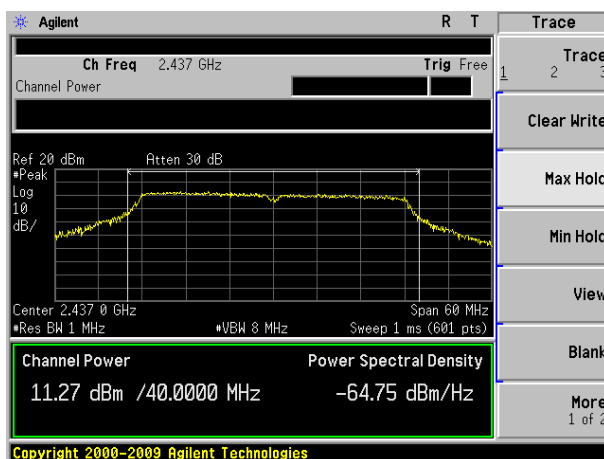 Agilent R T Trace
Ch Freq 2.437 GHz Trig Free
Channel Power
Trace
1 2 3
Clear Write
Max Hold
Min Hold
View
Blank
More
1 of 2
Ref 20 dBm Atten 30 dB
#Peak
Log
10
dB/
Center 2.437 0 GHz Span 60 MHz
#Res BW 1 MHz #VBW 8 MHz Sweep 1 ms (601 pts)
Channel Power Power Spectral Density
11.27 dBm /40.0000 MHz -64.75 dBm/Hz
Copyright 2000-2009 Agilent Technologies